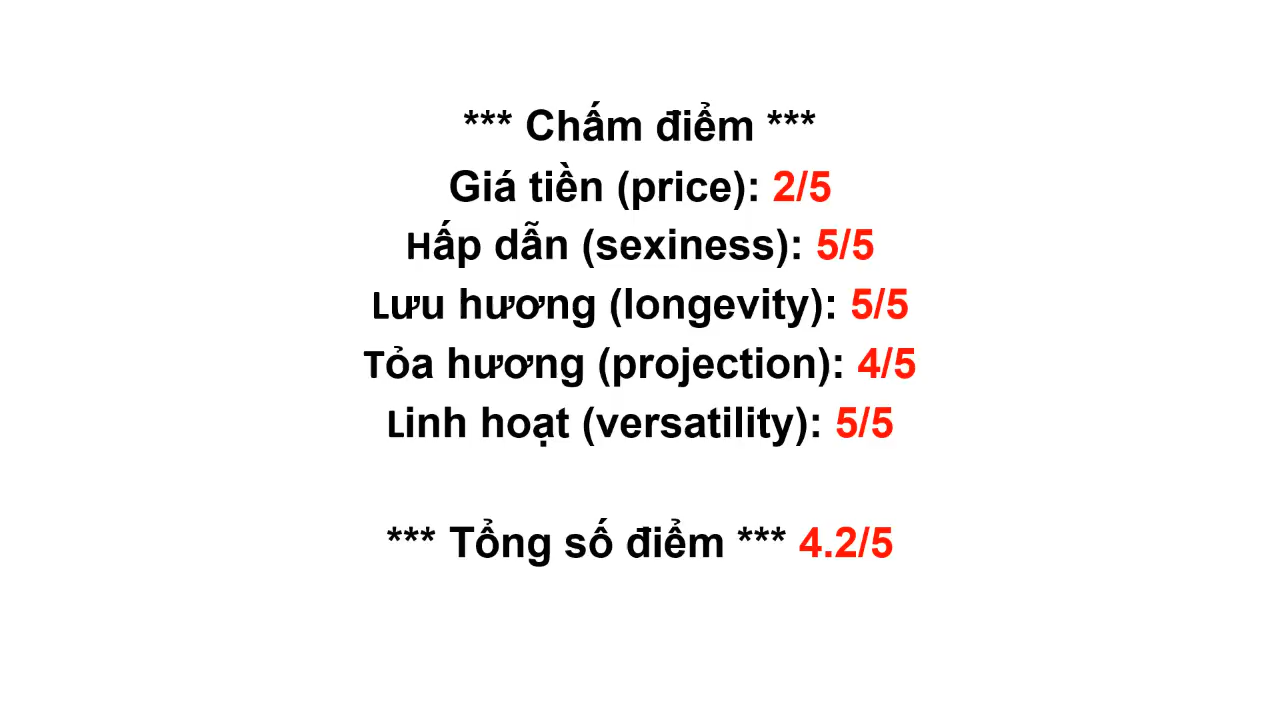 *** Chấm điểm ***
Giá tiền (price): 2/5
Hấp dẫn (sexiness): 5/5
Lưu hương (longevity): 5/5
Tỏa hương (projection): 4/5
Linh hoạt (versatility): 5/5
*** Tổng số điểm *** 4.2/5